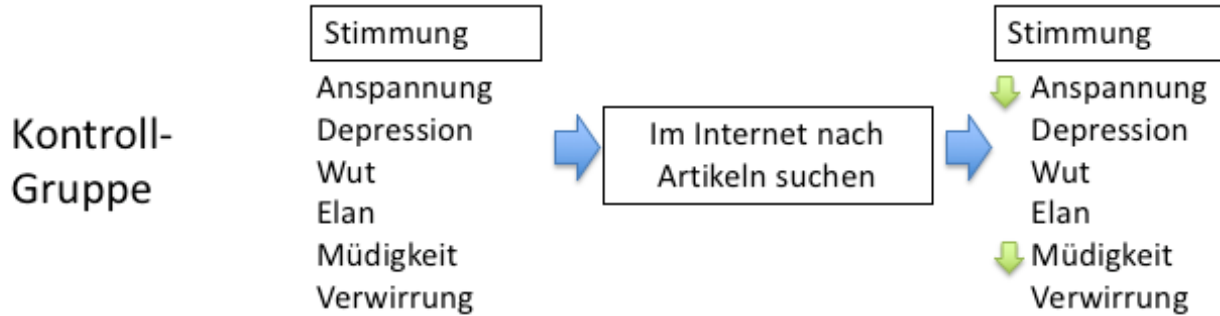 Kontroll-
Gruppe
Stimmung
Anspannung
Depression
Wut
Elan
Müdigkeit
Verwirrung
Im Internet nach
Artikeln suchen
Stimmung
Anspannung
Depression
Wut
Elan
Müdigkeit
Verwirrung